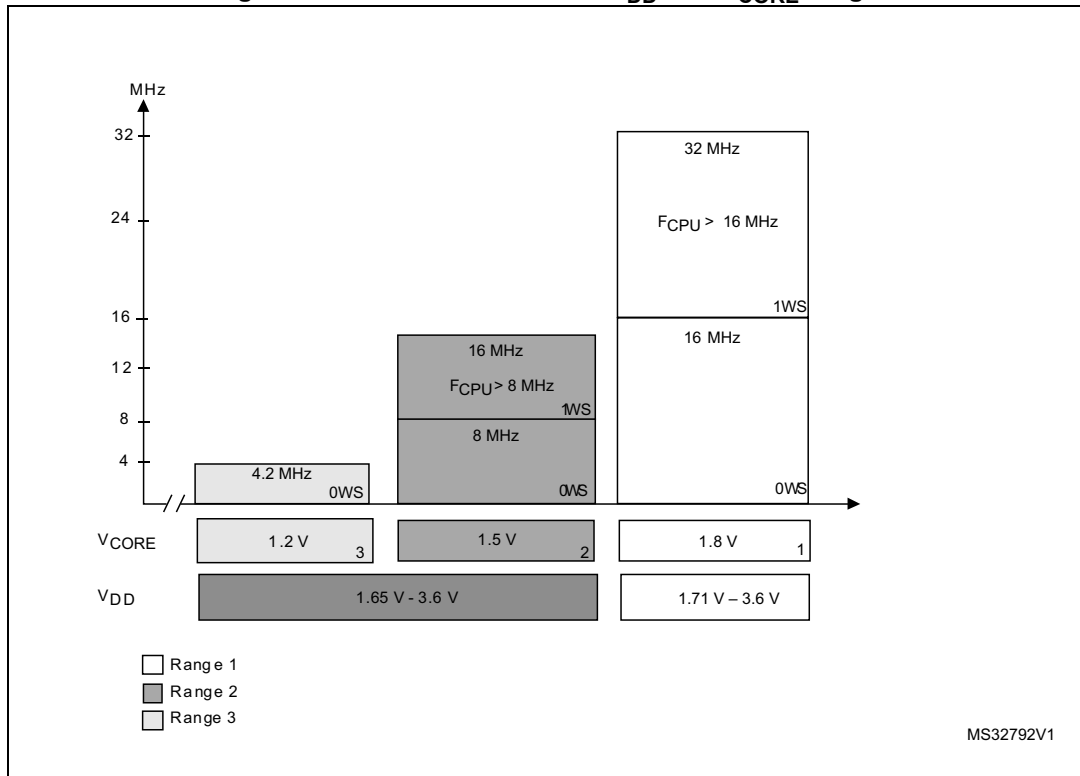 MHz
32
24
16
12
8
4
32 MHz
FCPU > 16 MHz
1WS
16 MHz
0WS
16 MHz
FCPU > 8 MHz
1WS
8 MHz
0WS
4.2 MHz
0WS
VCORE
1.2 V
3
1.5 V
2
1.8 V
1
VDD
1.65 V - 3.6 V
1.71 V – 3.6 V
Range 1
Range 2
Range 3
MS32792V1